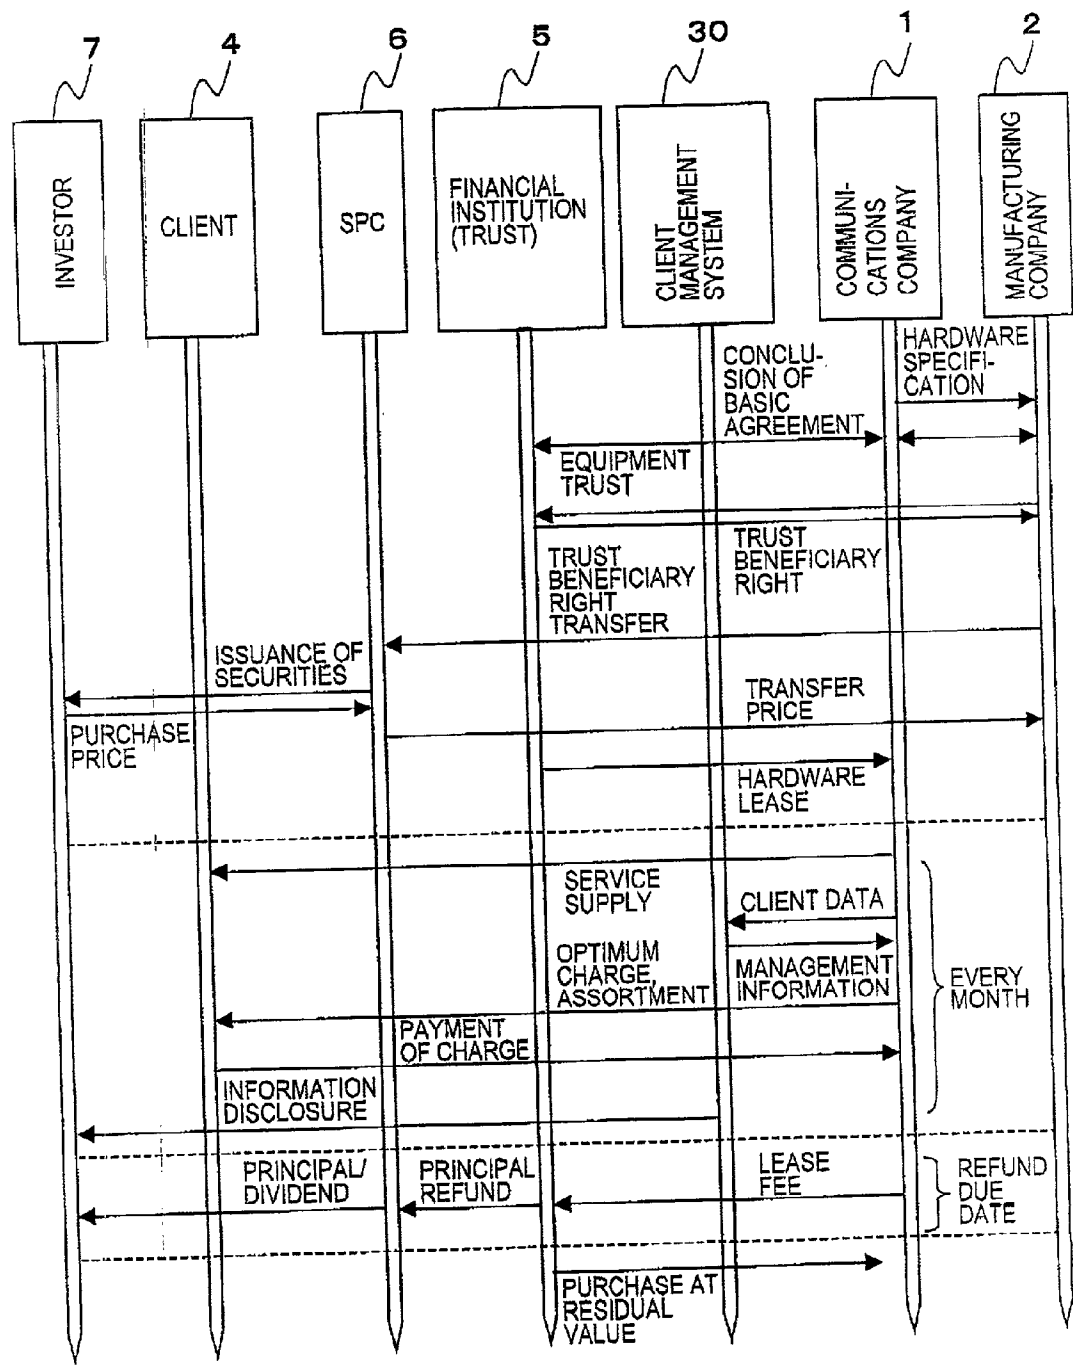 7
4
6
5
30
1
2
INVESTOR
CLIENT
SPC
FINANCIAL
INSTITUTION
(TRUST)
CLIENT
MANAGEMENT
SYSTEM
COMMUNI-
CATIONS
COMPANY
MANUFACTURING
COMPANY
HARDWARE
SPECIFI-
CATION
CONCLU-
SION OF
BASIC
AGREEMENT
EQUIPMENT
TRUST
TRUST
BENEFICIARY
RIGHT
TRUST
BENEFICIARY
RIGHT
TRANSFER
ISSUANCE OF
SECURITIES
PURCHASE
PRICE
TRANSFER
PRICE
HARDWARE
LEASE
SERVICE
SUPPLY
CLIENT DATA
MANAGEMENT
INFORMATION
OPTIMUM
CHARGE,
ASSORTMENT
EVERY
MONTH
PAYMENT
OF CHARGE
INFORMATION
DISCLOSURE
PRINCIPAL/
DIVIDEND
PRINCIPAL
REFUND
LEASE
FEE
REFUND
DUE
DATE
PURCHASE AT
RESIDUAL
VALUE